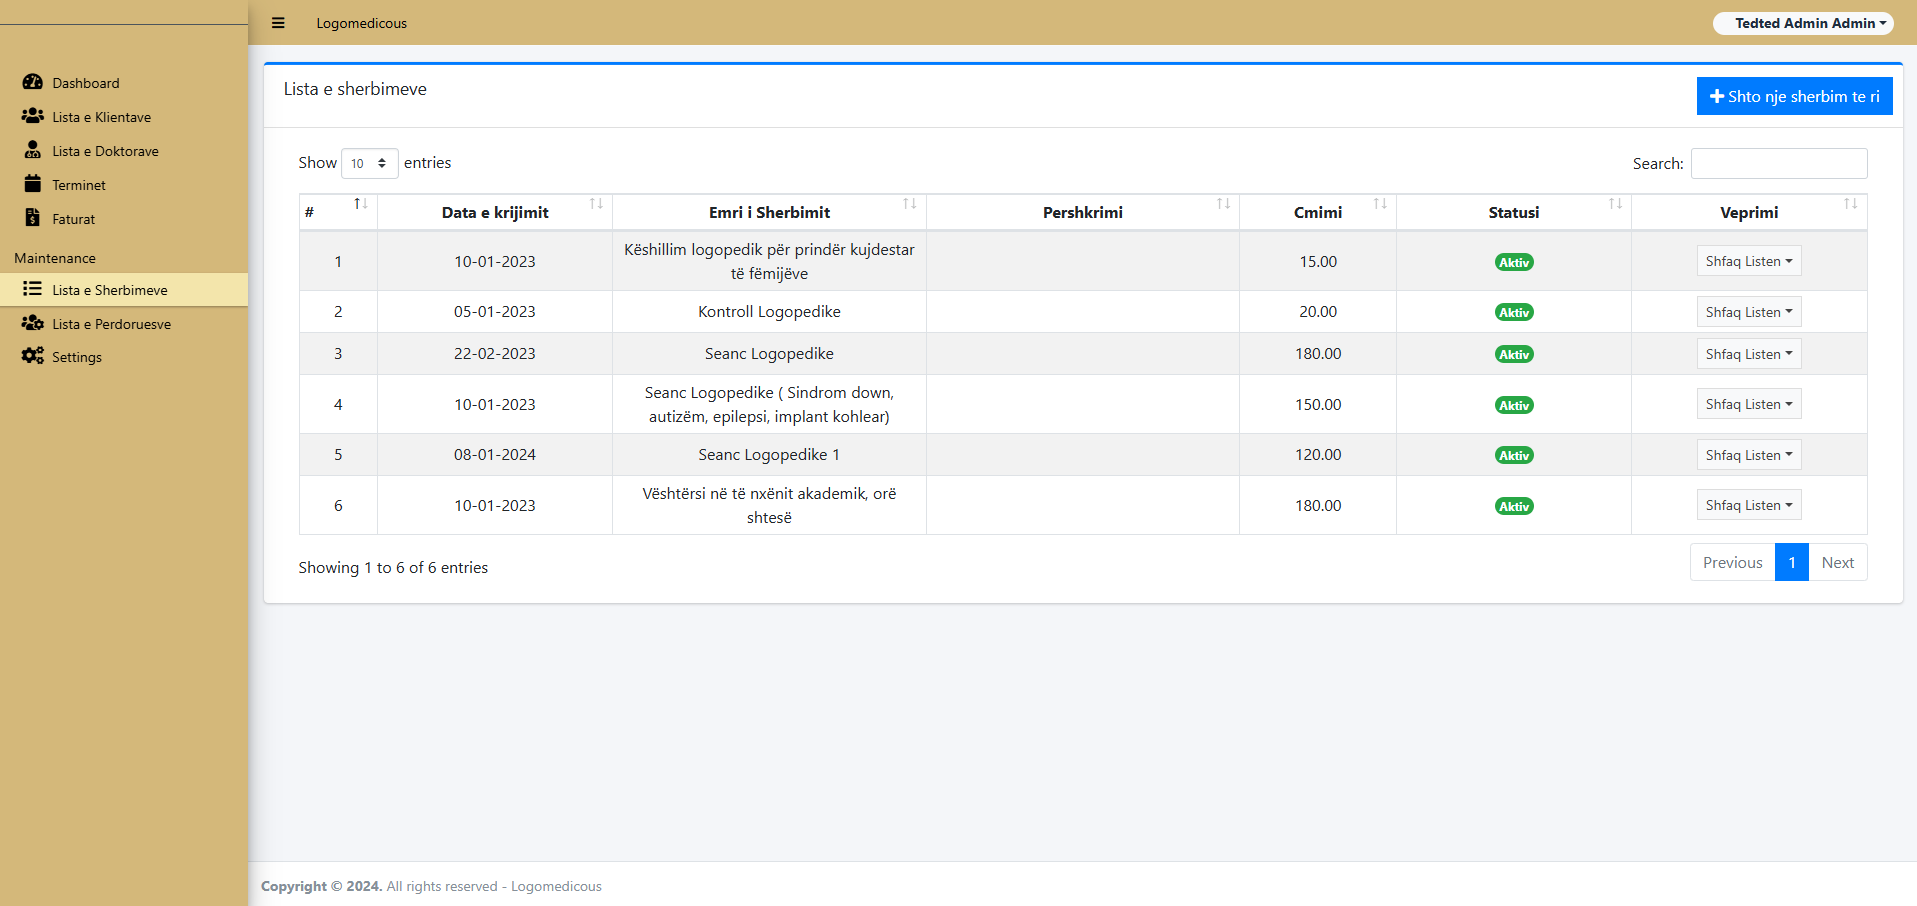 Logomedicous
Tedted Admin Admin
Dashboard
Lista e Klientave
Lista e Doktorave
Terminet
Faturat
Maintenance
Lista e Sherbimeve
Lista e Perdoruesve
Settings
Lista e sherbimeve
Shto nje sherbim te ri
Show 10 entries
Search:
# Data e krijimit Emri i Sherbimit Pershkrimi Cmimi Statusi Veprimi
1 10-01-2023 Këshillim logopedik për prindër kujdestar
të fëmijëve 15.00 Aktiv Shfaq Listen
2 05-01-2023 Kontroll Logopedike 20.00 Aktiv Shfaq Listen
3 22-02-2023 Seanc Logopedike 180.00 Aktiv Shfaq Listen
4 10-01-2023 Seanc Logopedike ( Sindrom down,
autizëm, epilepsi, implant kohlear) 150.00 Aktiv Shfaq Listen
5 08-01-2024 Seanc Logopedike 1 120.00 Aktiv Shfaq Listen
6 10-01-2023 Vështërsi në të nxënit akademik, orë
shtesë 180.00 Aktiv Shfaq Listen
Showing 1 to 6 of 6 entries
Previous 1 Next
Copyright © 2024. All rights reserved - Logomedicous